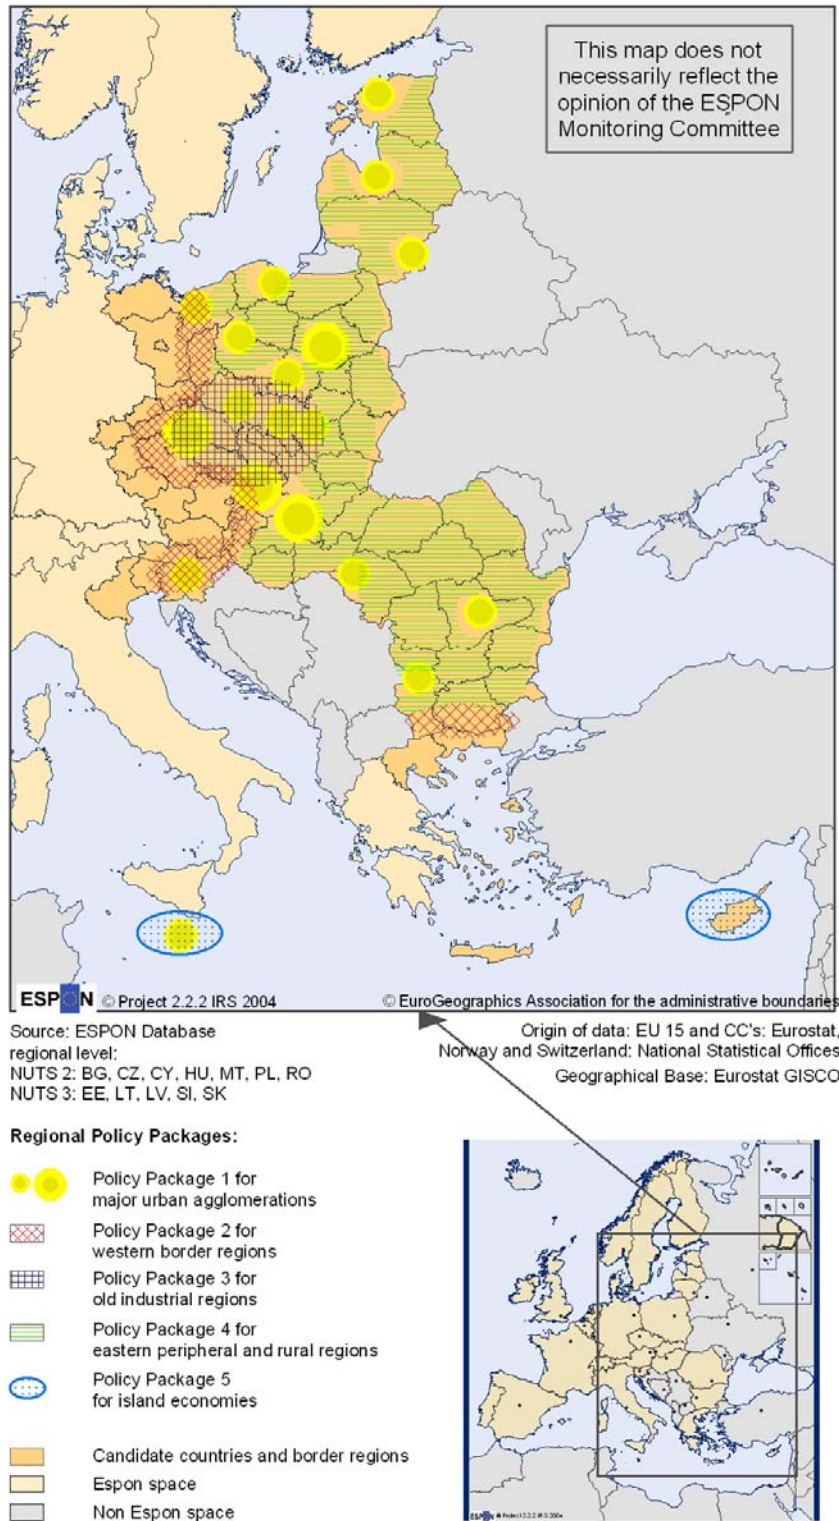 This map does not
necessarily reflect the
opinion of the ESPON
Monitoring Committee
ESPON © Project 2.2.2 IRS 2004
© EuroGeographics Association for the administrative boundaries
Source: ESPON Database
regional level:
NUTS 2: BG, CZ, CY, HU, MT, PL, RO
NUTS 3: EE, LT, LV, SI, SK
Origin of data: EU 15 and CC's: Eurostat,
Norway and Switzerland: National Statistical Offices
Geographical Base: Eurostat GISCO
Regional Policy Packages:
Policy Package 1 for
major urban agglomerations
Policy Package 2 for
western border regions
Policy Package 3 for
old industrial regions
Policy Package 4 for
eastern peripheral and rural regions
Policy Package 5
for island economies
Candidate countries and border regions
Espon space
Non Espon space
ESPON